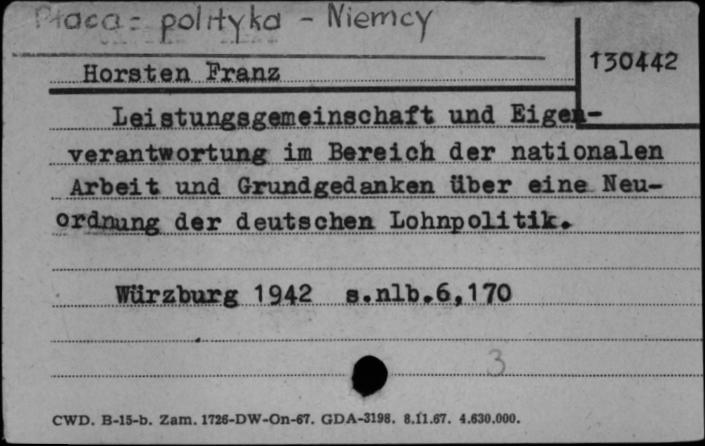 Płaca - polityka - Niemcy
130442
Horsten Franz
Leistungsgemeinschaft und Eigen-
verantwortung im Bereich der nationalen
Arbeit und Grundgedanken über eine Neu-
ordnung der deutschen Lohnpolitik.
Würzburg 1942 s.nlb.6,170
3
CWD. B-15-b. Zam. 1726-DW-On-67. GDA-3198. 8.11.67. 4.630.000.